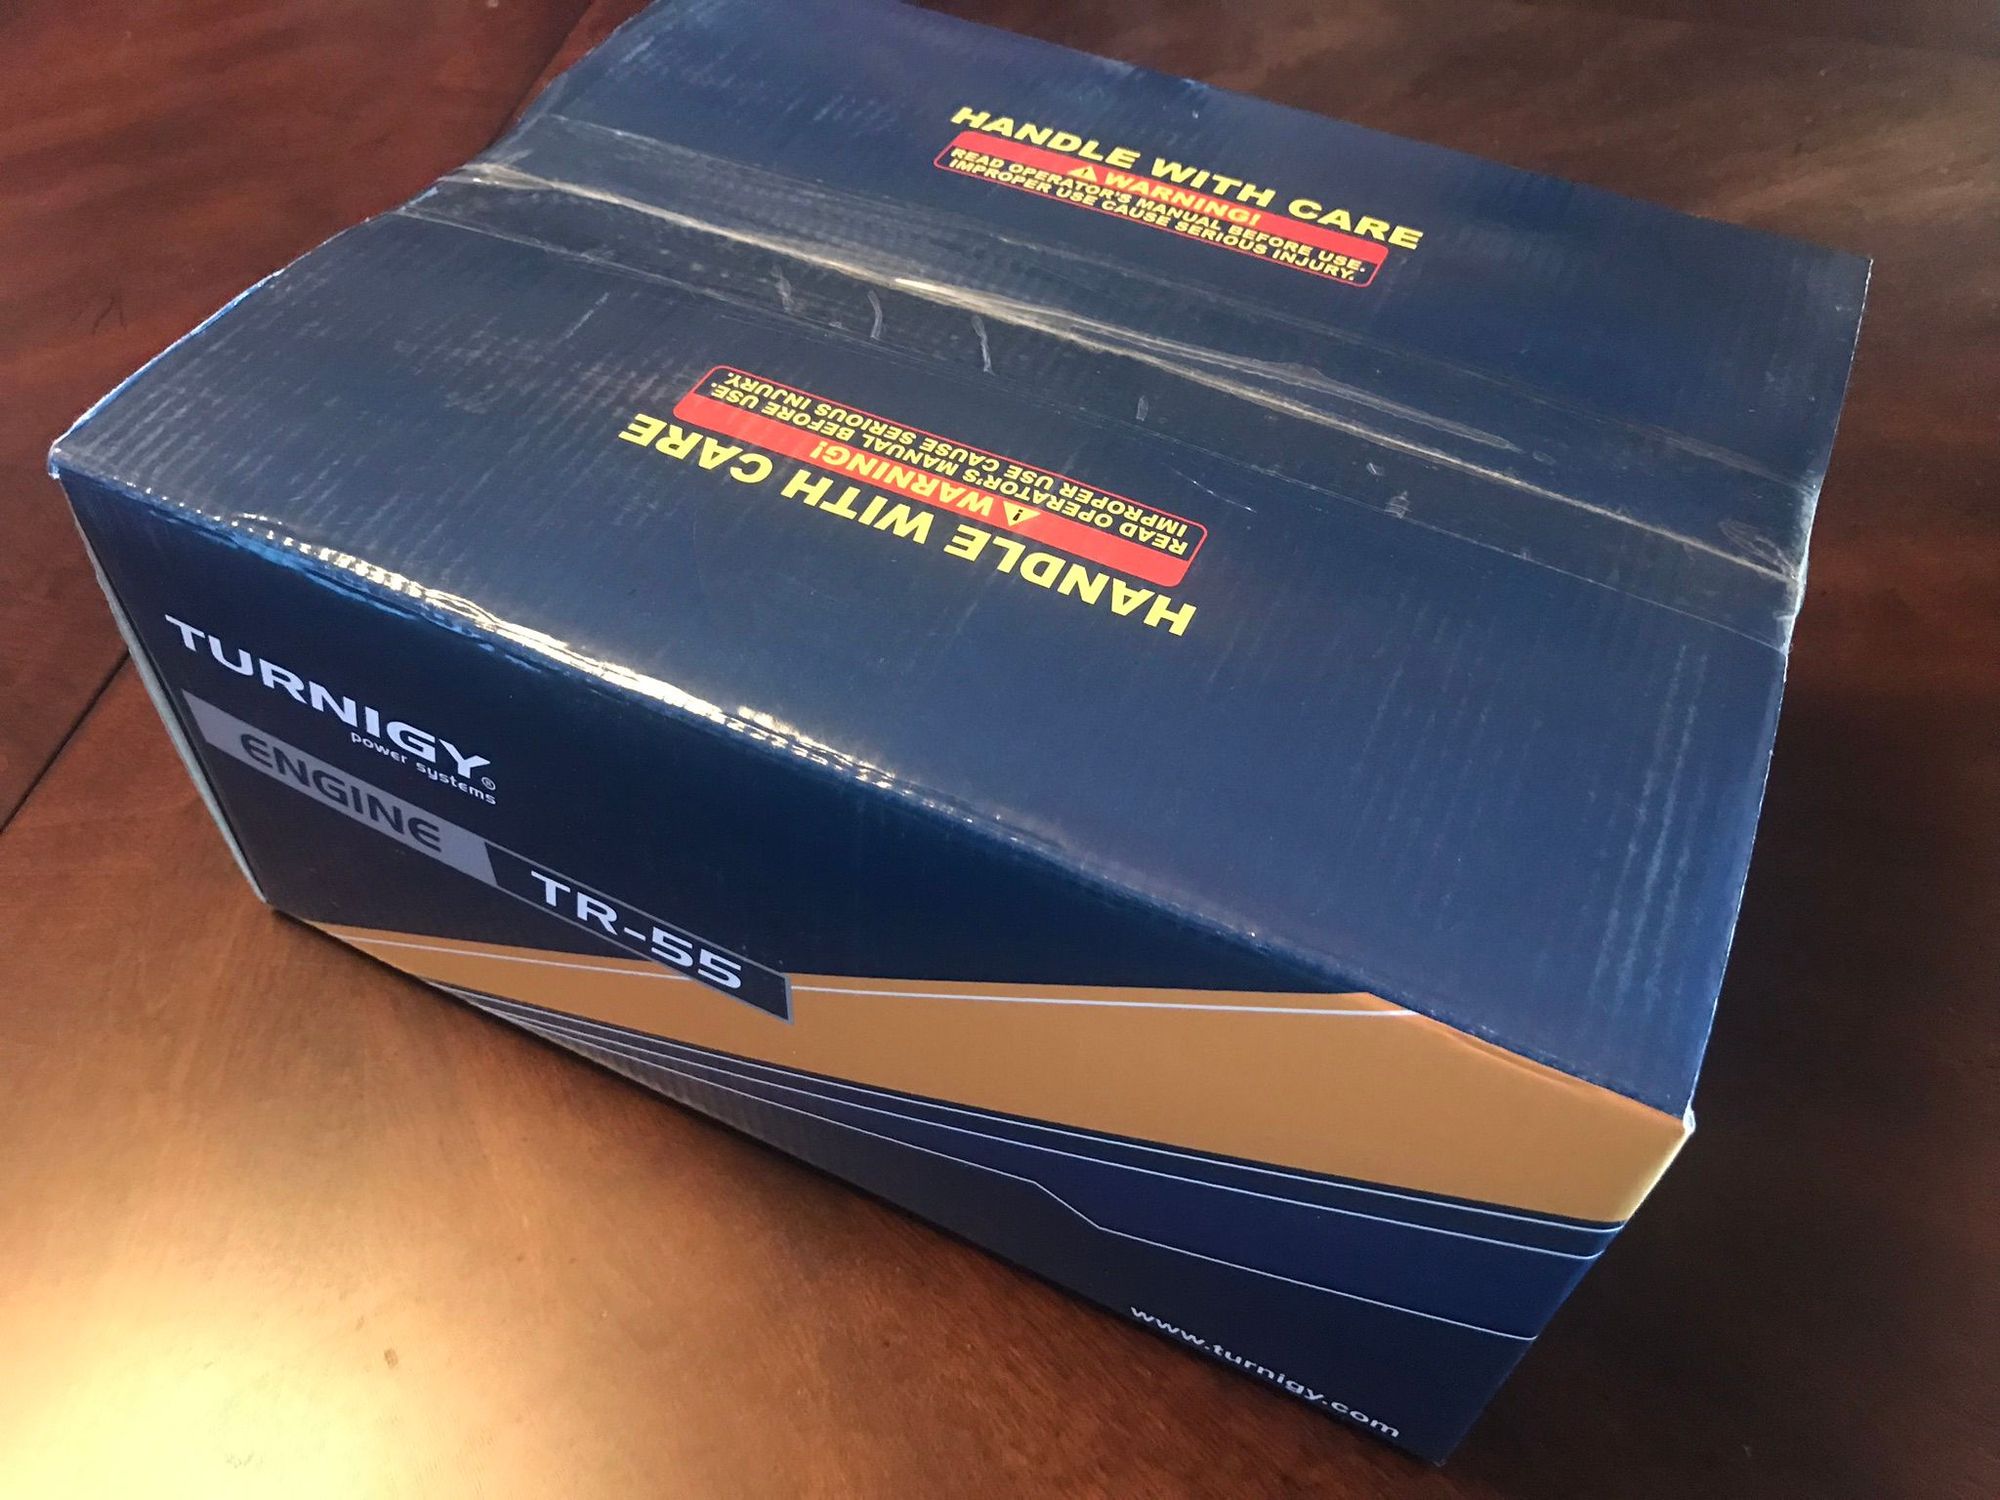 HANDLE WITH CARE
WARNING!
READ OPERATOR'S MANUAL BEFORE USE.
IMPROPER USE CAUSE SERIOUS INJURY.
HANDLE WITH CARE
WARNING!
READ OPERATOR'S MANUAL BEFORE USE.
IMPROPER USE CAUSE SERIOUS INJURY.
TURNIGY®
power systems
ENGINE
TR-55
www.turnigy.com